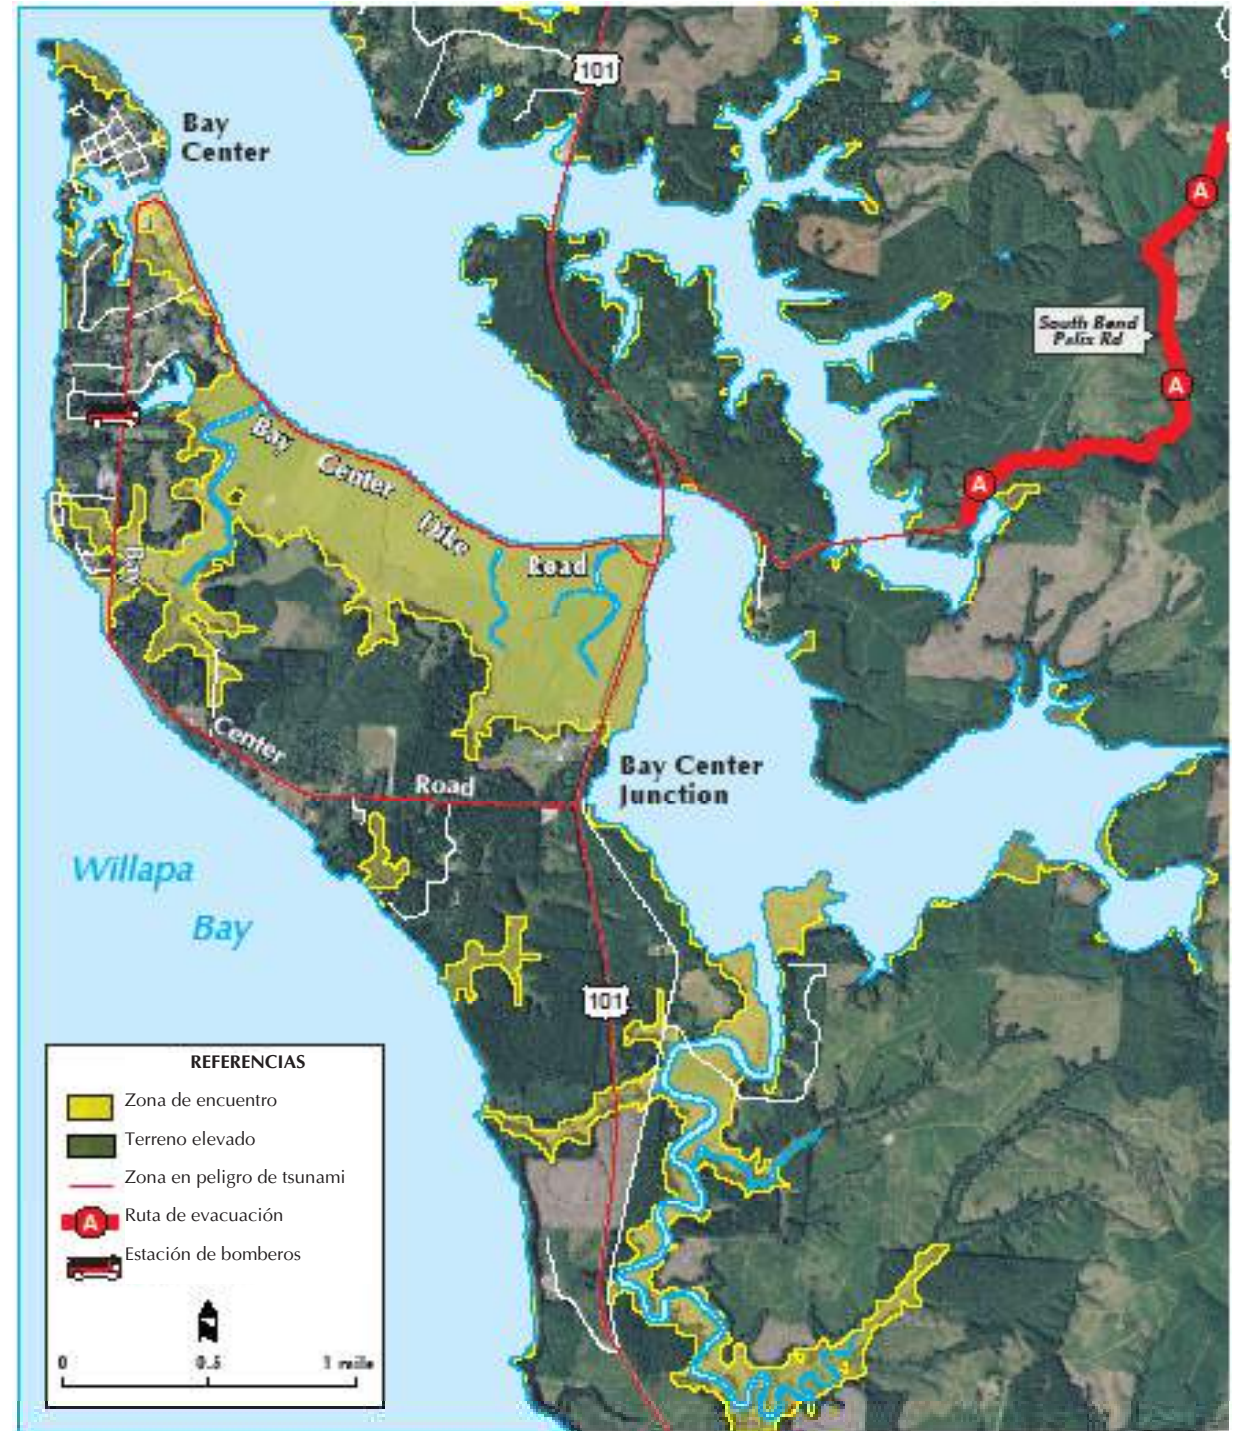 101
Bay
Center
A
South Bend
Palix Rd
A
A
Bay
Center
Dike
Road
Bay
Center
Road
Bay Center
Junction
Willapa
Bay
101
REFERENCIAS
Zona de encuentro
Terreno elevado
Zona en peligro de tsunami
A Ruta de evacuación
Estación de bomberos
0 0.5 1 mile